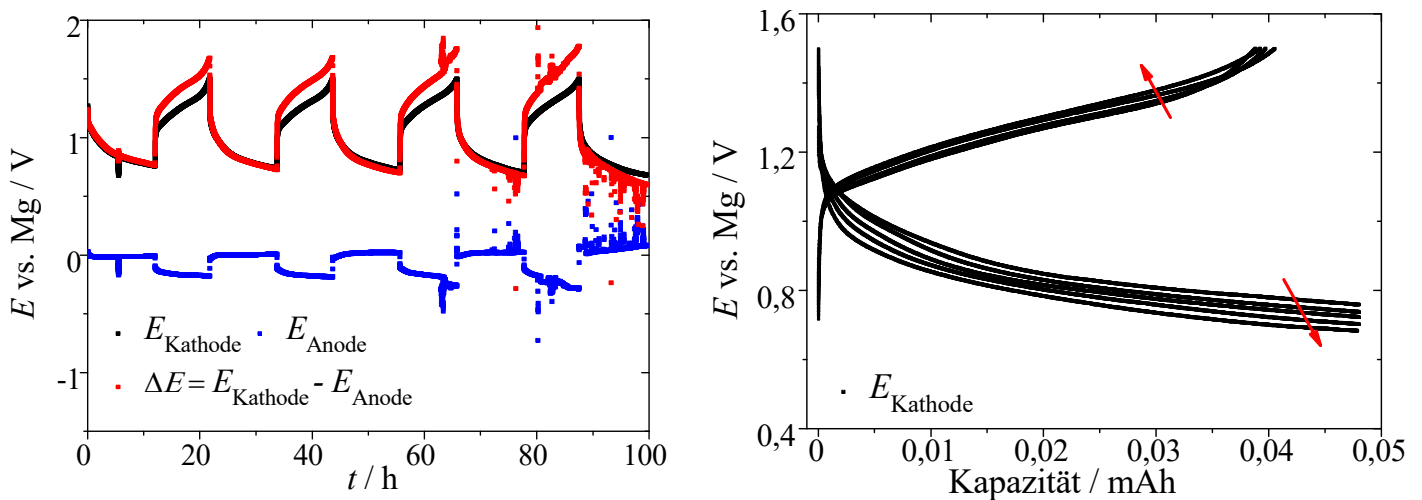 2
1
0
-1
E vs. Mg / V
0
20
40
60
80
100
t / h
E_Kathode
E_Anode
ΔE = E_Kathode - E_Anode
1,6
1,2
0,8
0,4
E vs. Mg / V
0
0,01
0,02
0,03
0,04
0,05
Kapazität / mAh
E_Kathode